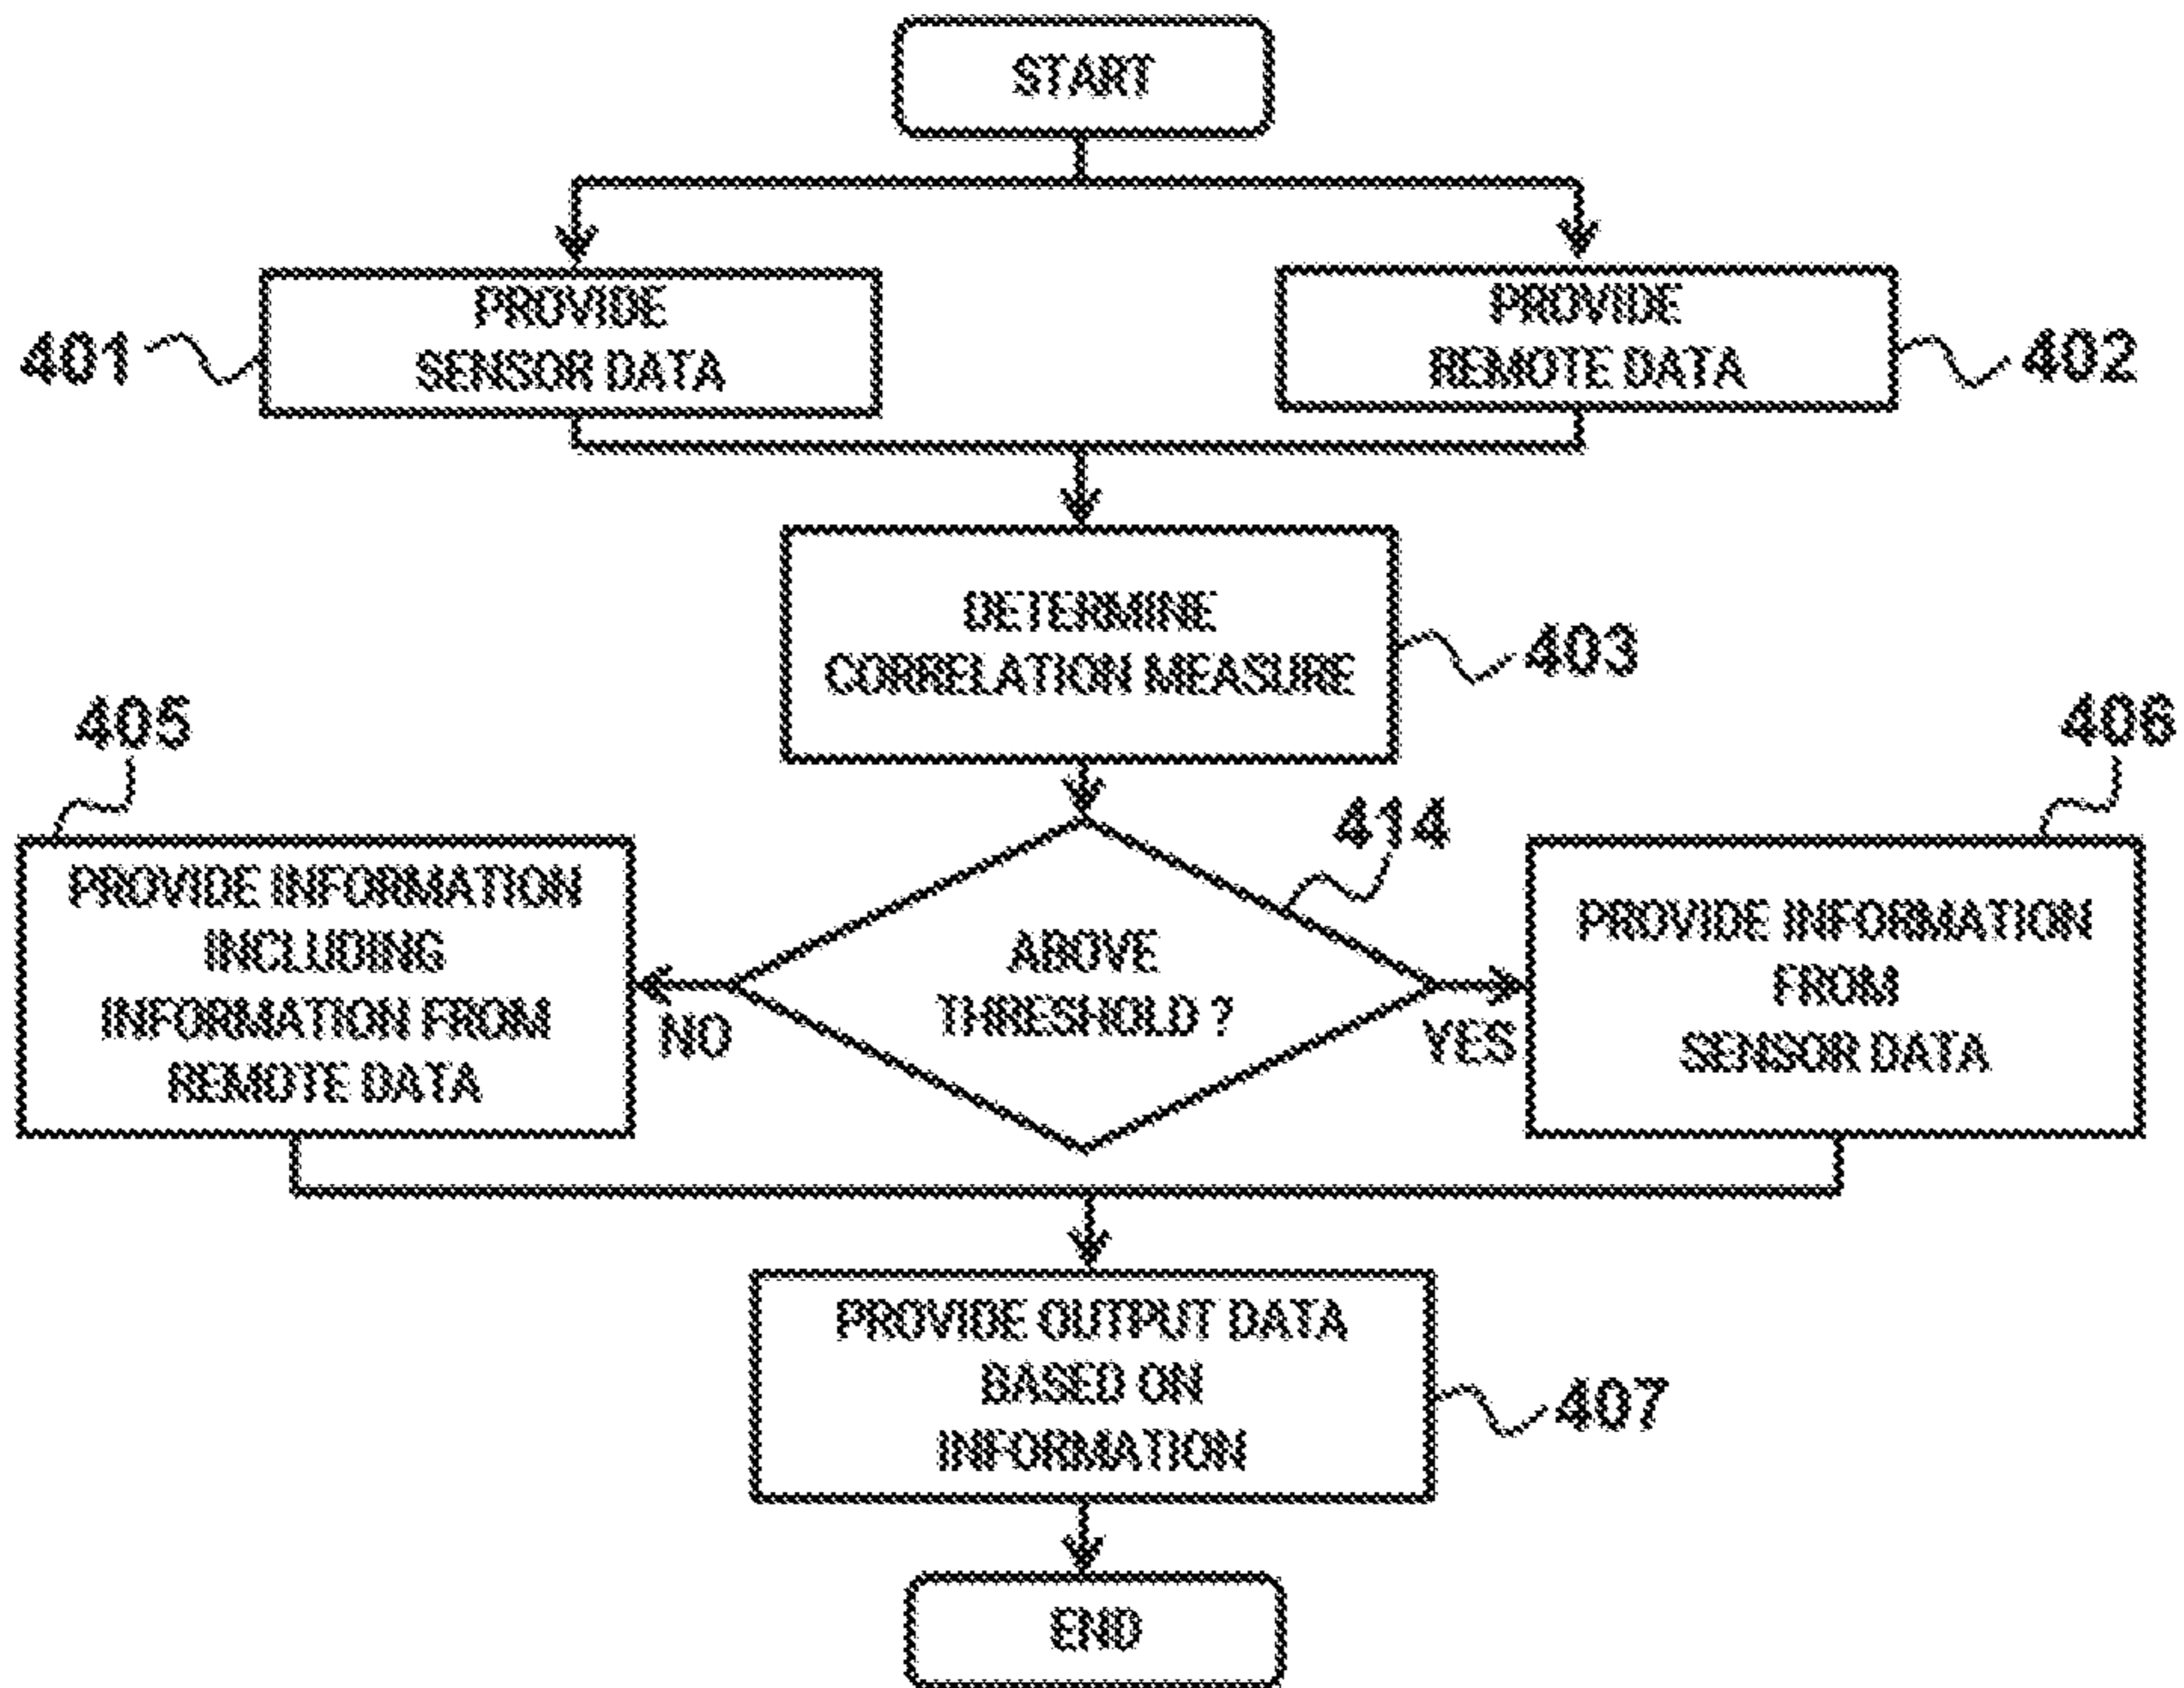 START
PROVIDE
SENSOR DATA
401
PROVIDE
REMOTE DATA
402
DETERMINE
CORRELATION MEASURE
403
405
PROVIDE INFORMATION
INCLUDING
INFORMATION FROM
REMOTE DATA
NO
414
ABOVE
THRESHOLD ?
YES
406
PROVIDE INFORMATION
FROM
SENSOR DATA
PROVIDE OUTPUT DATA
BASED ON
INFORMATION
407
END